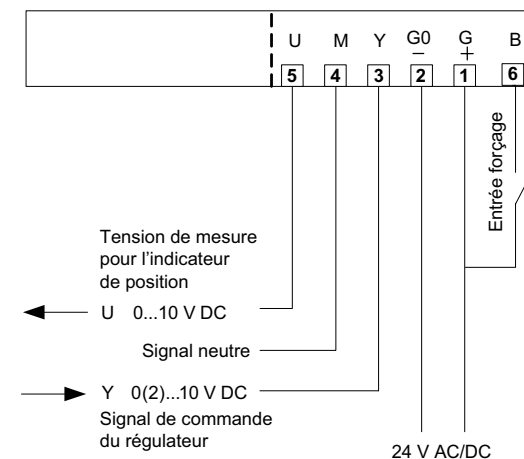 U M Y G0 G B
− +
5 4 3 2 1 6
Entrée forçage
Tension de mesure
pour l'indicateur
de position
U 0...10 V DC
Signal neutre
Y 0(2)...10 V DC
Signal de commande
du régulateur
24 V AC/DC